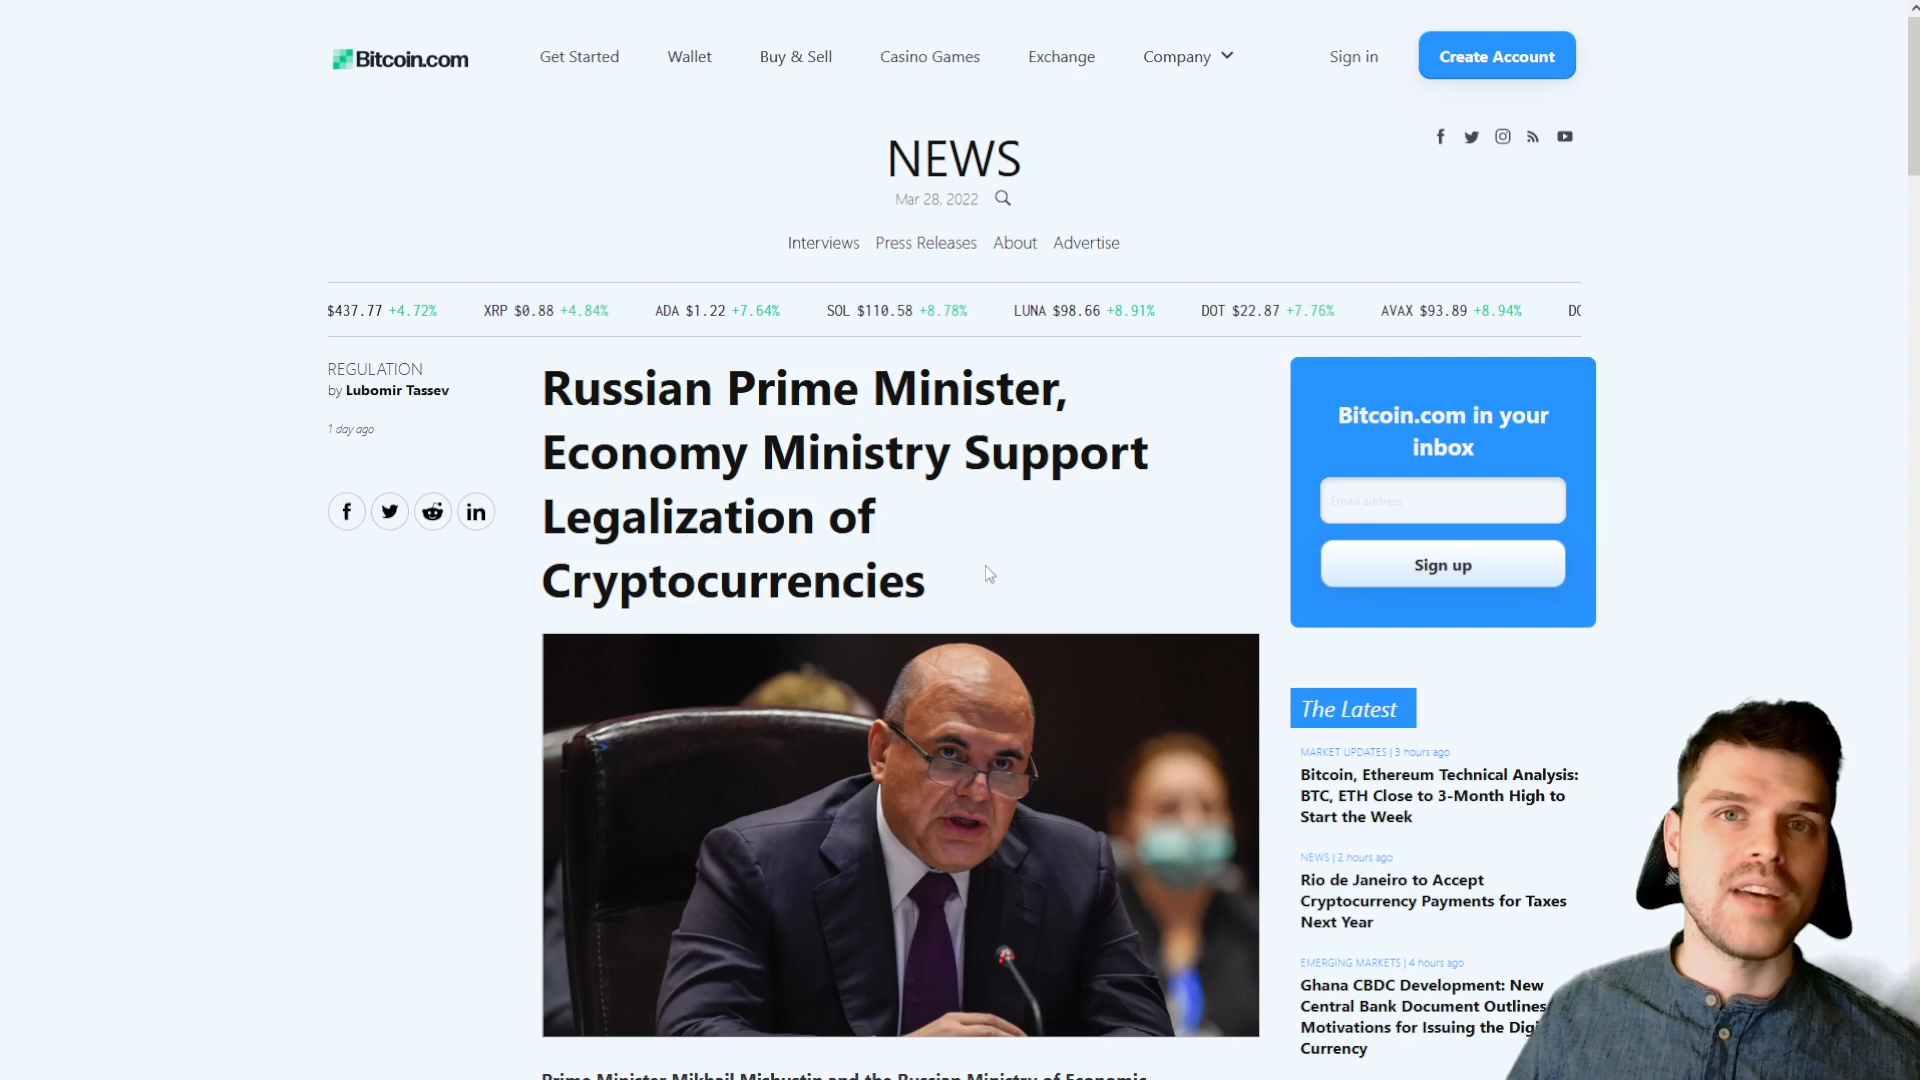 Bitcoin.com
Get Started
Wallet
Buy & Sell
Casino Games
Exchange
Company
Sign in
Create Account
NEWS
Mar 28, 2022
Interviews
Press Releases
About
Advertise
$437.77 +4.72%
XRP $0.88 +4.84%
ADA $1.22 +7.64%
SOL $110.58 +8.78%
LUNA $98.66 +8.91%
DOT $22.87 +7.76%
AVAX $93.89 +8.94%
REGULATION
by Lubomir Tassev
1 day ago
Russian Prime Minister,
Economy Ministry Support
Legalization of
Cryptocurrencies
Bitcoin.com in your
inbox
Email address
Sign up
The Latest
MARKET UPDATES | 3 hours ago
Bitcoin, Ethereum Technical Analysis:
BTC, ETH Close to 3-Month High to
Start the Week
NEWS | 2 hours ago
Rio de Janeiro to Accept
Cryptocurrency Payments for Taxes
Next Year
EMERGING MARKETS | 4 hours ago
Ghana CBDC Development: New
Central Bank Document Outlines
Motivations for Issuing the Digi
Currency
Prime Minister Mikhail Mishustin and the Russian Ministry of Economic